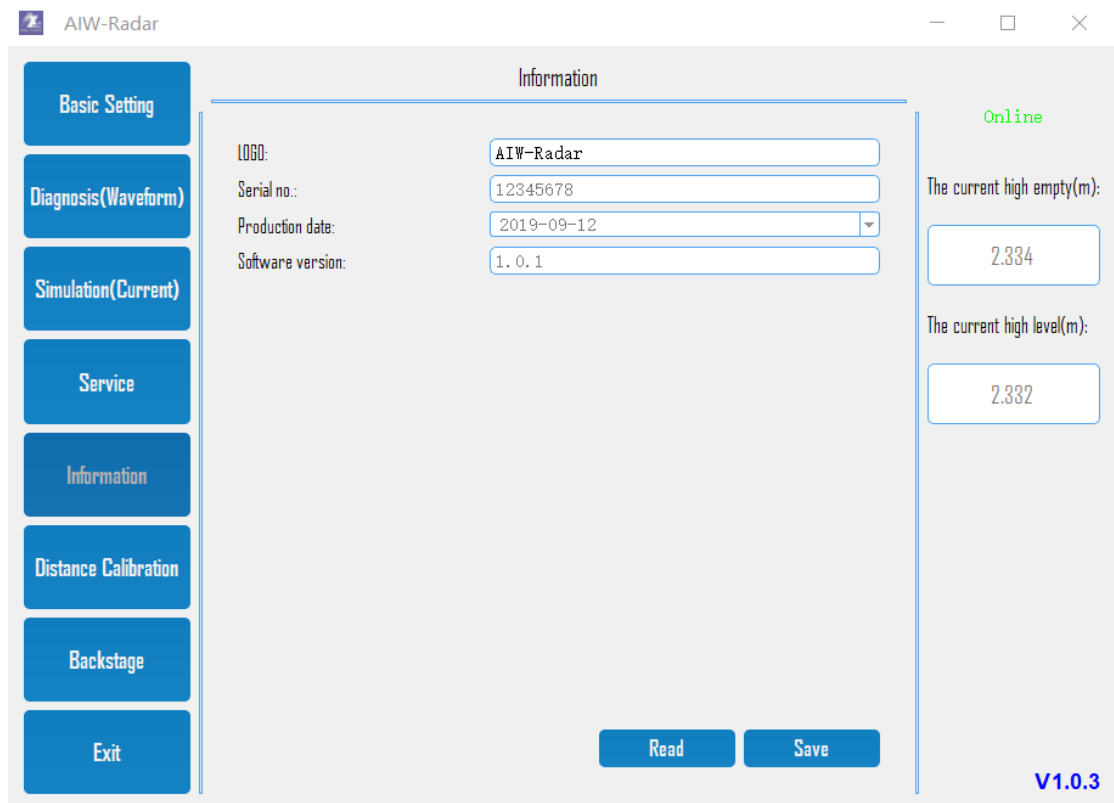 AIW-Radar
Information
Basic Setting
Diagnosis(Waveform)
Simulation(Current)
Service
Information
Distance Calibration
Backstage
Exit
LOGO: AIW-Radar
Serial no.: 12345678
Production date: 2019-09-12
Software version: 1.0.1
Read Save
Online
The current high empty(m):
2.334
The current high level(m):
2.332
V1.0.3